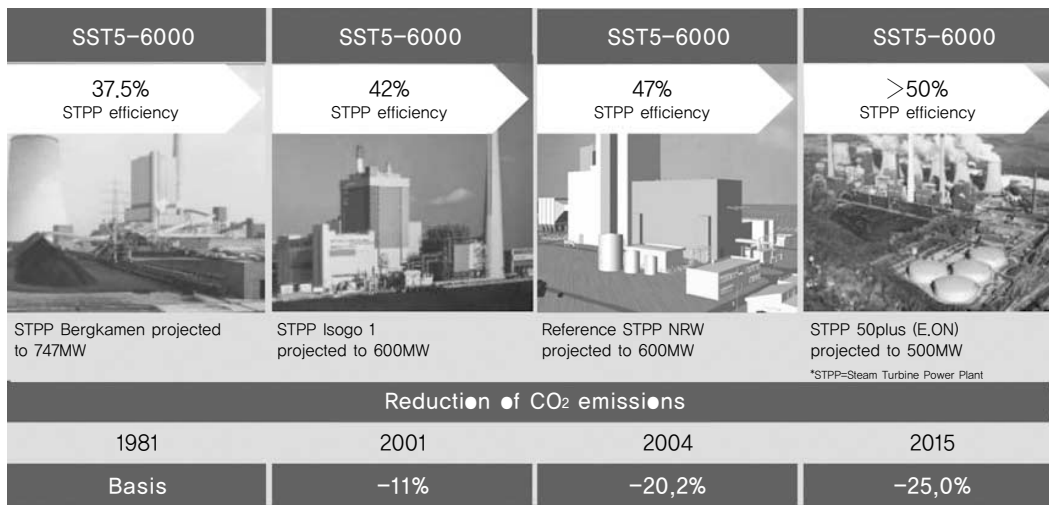 SST5-6000
SST5-6000
SST5-6000
SST5-6000
37.5%
STPP efficiency
42%
STPP efficiency
47%
STPP efficiency
>50%
STPP efficiency
STPP Bergkamen projected
to 747MW
STPP Isogo 1
projected to 600MW
Reference STPP NRW
projected to 600MW
STPP 50plus (E.ON)
projected to 500MW
*STPP=Steam Turbine Power Plant
Reduction of CO₂ emissions
1981
2001
2004
2015
Basis
-11%
-20,2%
-25,0%